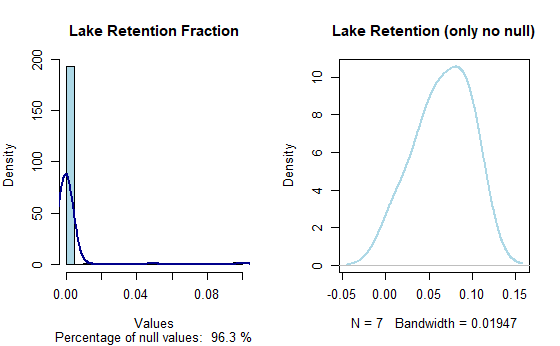 Lake Retention Fraction
Density
0 50 100 150 200
0.00 0.04 0.08
Values
Percentage of null values: 96.3 %
Lake Retention (only no null)
Density
0 2 4 6 8 10
-0.05 0.00 0.05 0.10 0.15
N = 7 Bandwidth = 0.01947